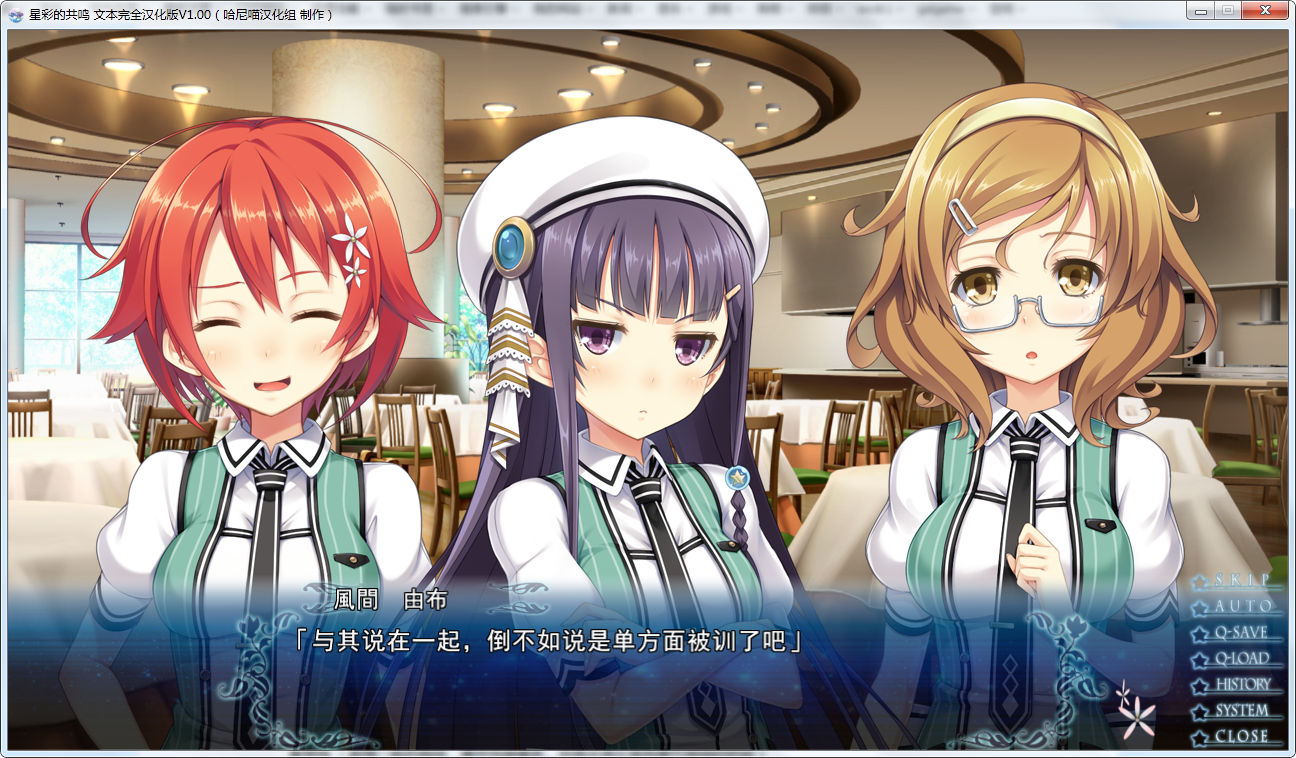 星彩的共鸣 文本完全汉化版V1.00（哈尼喵汉化组 制作）
風間　由布
「与其说在一起，倒不如说是单方面被训了吧」
SKIP
AUTO
Q-SAVE
Q-LOAD
HISTORY
SYSTEM
CLOSE